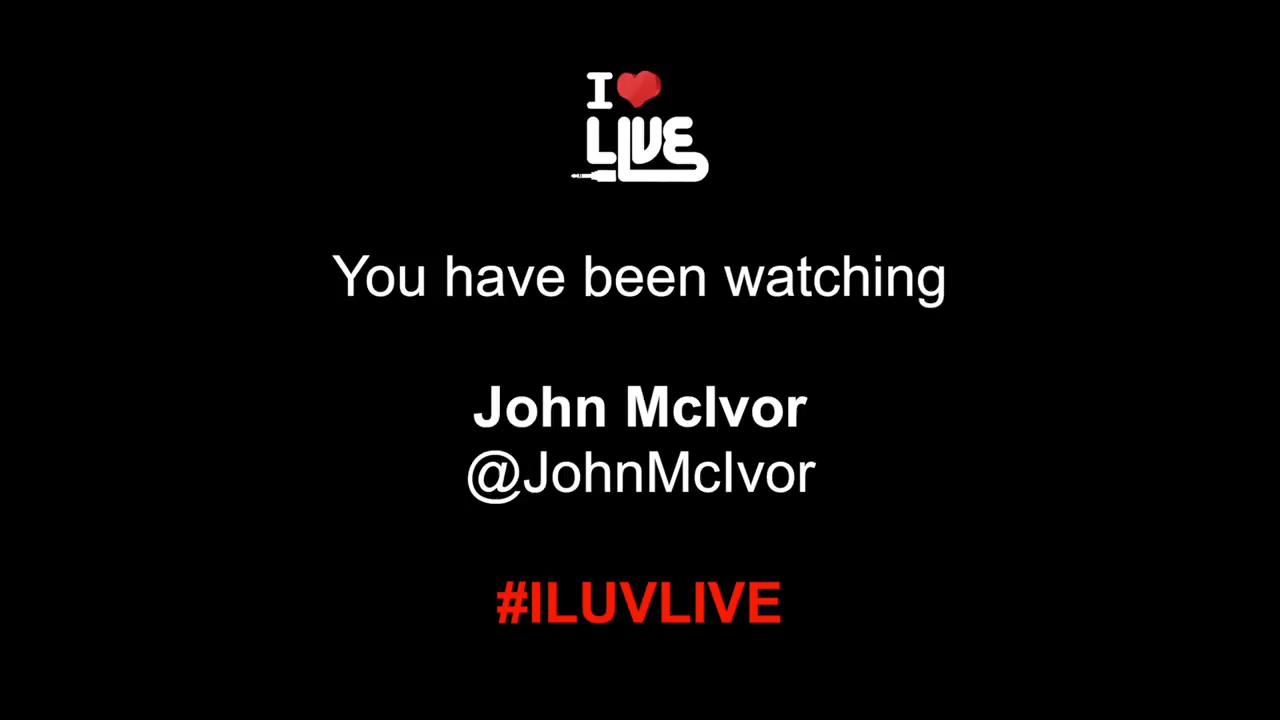 I
LIVE
You have been watching
John McIvor
@JohnMcIvor
#ILUVLIVE